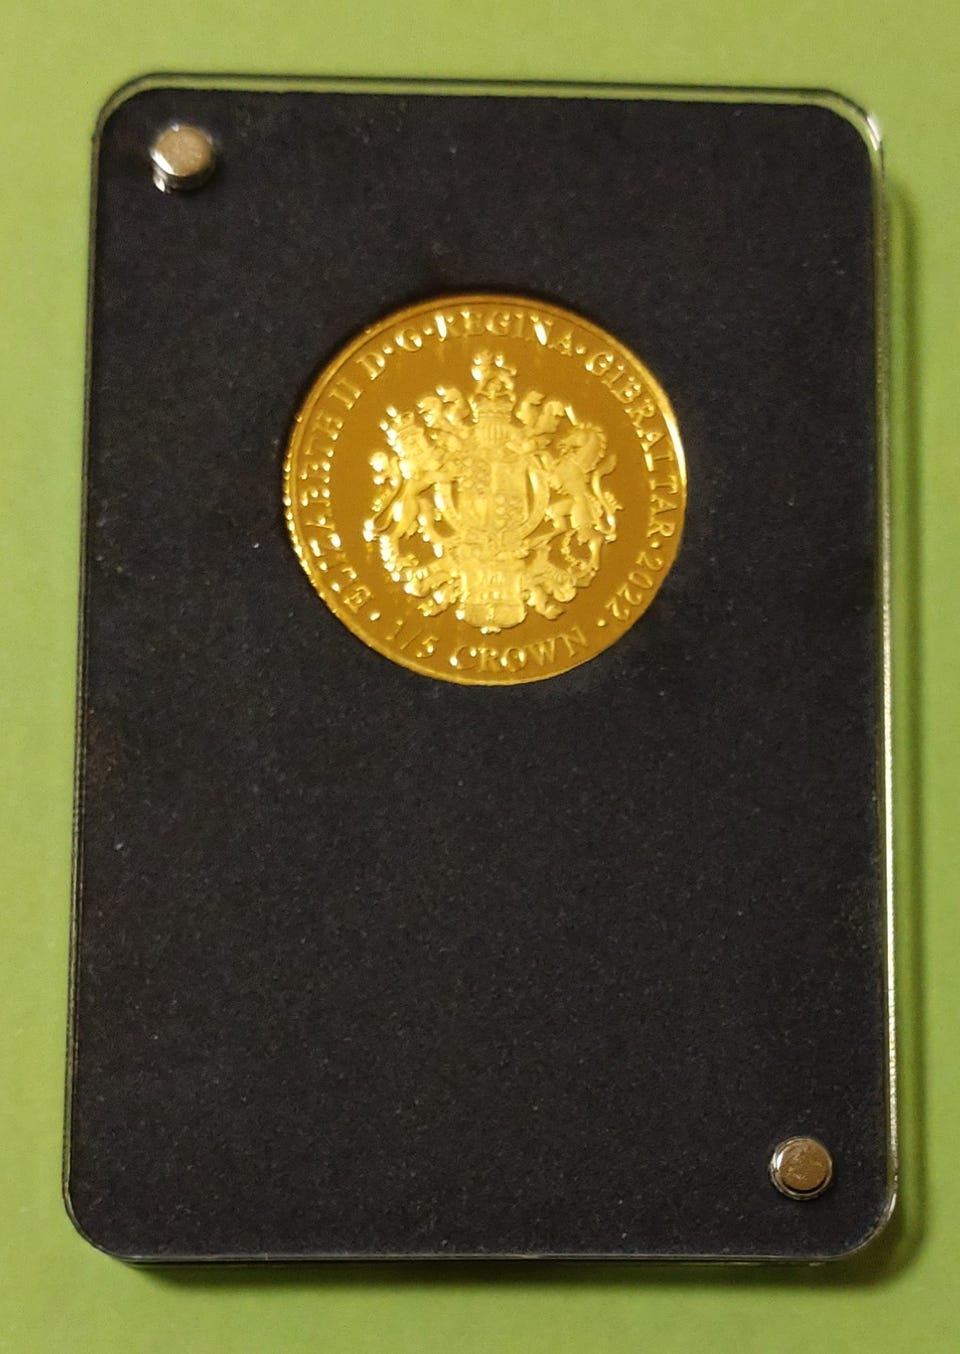 · ELIZABETH II D·G·REGINA·GIBRALTAR·2022 ·
1/5 CROWN